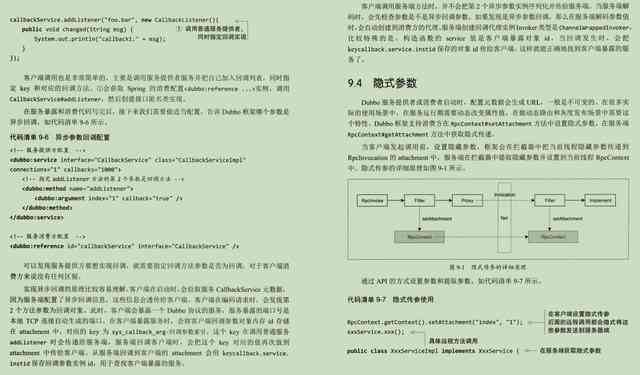 callbackService.addListener("foo.bar", new CallbackListener(){
public void changed(String msg) {
System.out.println("callback1:" + msg);
}
});
① 调用普通服务提供者，
同时指定回调实现
客户端调用也是非常简单的，主要是调用服务提供者服务并把自己加入回调列表，同时指
定 key 和对应的回调方法。①会获取 Spring 的消费配置<dubbo:reference ...>实例，调用
CallbackService#addListener，然后创建接口匿名类实现。
在服务暴露和消费代码写完后，接下来我们需要做适当配置，告诉 Dubbo 框架哪个参数是
异步回调，如代码清单 9-6 所示。
代码清单 9-6 异步参数回调配置
<!-- 服务提供方配置 -->
<dubbo:service interface="CallbackService" class="CallbackServiceImpl"
connections="1" callbacks="1000">
<!-- 指定 addListener 方法的第 2 个参数是回调方法 -->
<dubbo:method name="addListener">
<dubbo:argument index="1" callback="true" />
</dubbo:method>
</dubbo:service>
<!-- 服务消费方配置 -->
<dubbo:reference id="callbackService" interface="CallbackService" />
可以发现服务提供方要想实现回调，就需要指定回调方法参数是否为回调，对于客户端消
费方来说没有任何区别。
实现异步回调的原理比较容易理解，客户端在启动时，会拉取服务 CallbackService 元数据，
因为服务端配置了异步回调信息，这些信息会透传给客户端。客户端在编码请求时，会发现第
2 个方法参数为回调对象。此时，客户端会暴露一个 Dubbo 协议的服务，服务暴露的端口号是
本地 TCP 连接自动生成的端口。在客户端暴露服务时，会将客户端回调参数对象内存 id 存储
在 attachment 中，对应的 key 为 sys_callback_arg-回调参数索引。这个 key 在调用普通服务
addListener 时会传递给服务端，服务端回调客户端时，会把这个 key 对应的值再次放到
attachment 中传给客户端。从服务端回调到客户端的 attachment 会用 keycallback.service.
instid 保存回调参数实例 id，用于查找客户端暴露的服务。
客户端调用服务端方法时，并不会把第 2 个异步参数实例序列化并传给服务端。当服务端解
码时，会先检查参数是不是异步回调参数。如果发现是异步参数回调，那么在服务端解码参数值
时，会自动创建到消费方的代理。服务端创建回调代理实例 Invoker 类型是 ChannelWrappedInvoker，
比较特殊的是，构造函数的 service 值是客户端暴露对象 id，当回调发生时，会把
keycallback.service.instid 保存的对象 id 传给客户端，这样就能正确地找到客户端暴露的服
务了。
9.4 隐式参数
Dubbo 服务提供者或消费者启动时，配置元数据会生成 URL，一般是不可变的。在很多实
际的使用场景中，在服务运行期需要动态改变属性值，在做动态路由和灰度发布场景中需要这
个特性。Dubbo 框架支持消费方在 RpcContext#setAttachment 方法中设置隐式参数，在服务端
RpcContext#getAttachment 方法中获取隐式传递。
当客户端发起调用前，设置隐藏参数，框架会在拦截器中把当前线程隐藏参数传递到
RpcInvocation 的 attachment 中，服务端在拦截器中提取隐藏参数并设置到当前线程 RpcContext
中，隐式传参的详细原理如图 9-1 所示。
Invocation
RpcInvoker Filter Proxy Filter Implement
setAttachment Net setAttachment
RpcContext RpcContext
图 9-1 隐式传参的详细原理
通过 API 的方式设置参数和提取参数，如代码清单 9-7 所示。
代码清单 9-7 隐式传参使用
RpcContext.getContext().setAttachment("index", "1");
xxxService.xxx();
在客户端设置隐式传参
后面的远程调用都会隐式将这
些参数发送到服务器端
具体远程方法调用
public class XxxServiceImpl implements XxxService {
在服务端获取隐式参数